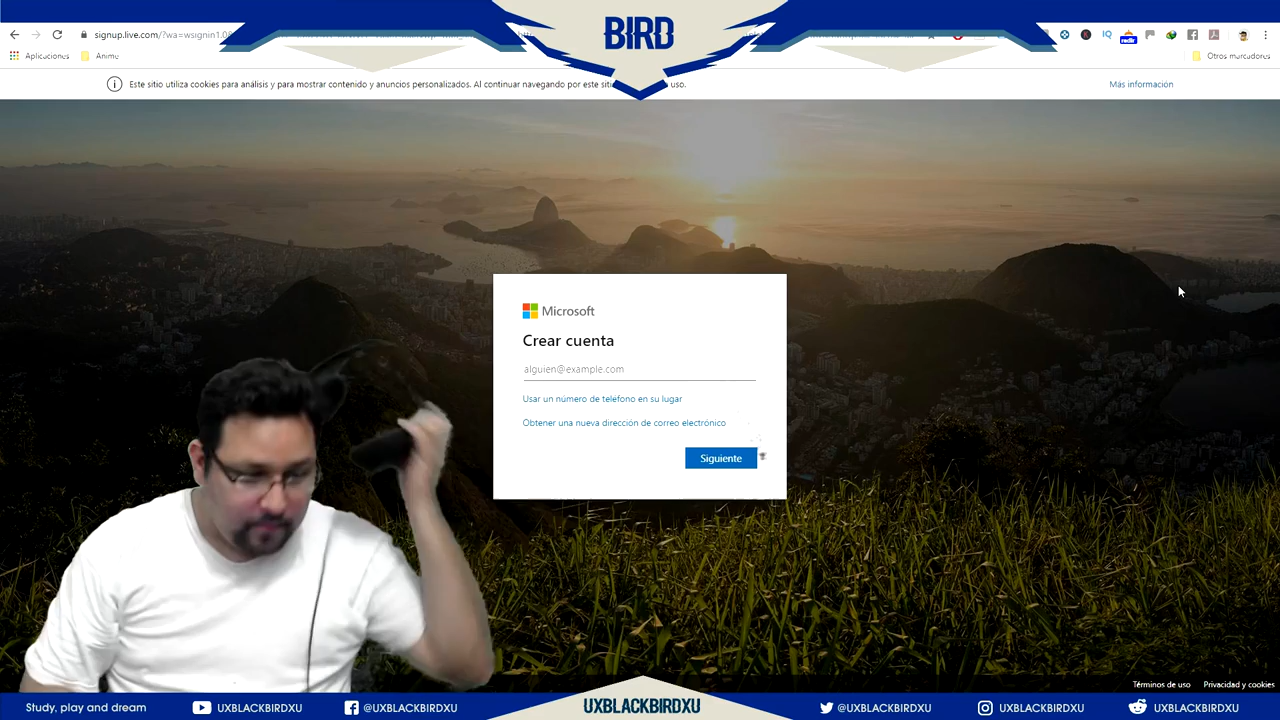 BIRD
signup.live.com/?wa=wsignin1.0
Aplicaciones
Anime
Otros marcadores
Este sitio utiliza cookies para análisis y para mostrar contenido y anuncios personalizados. Al continuar navegando por este siti
uso.
Más información
Microsoft
Crear cuenta
alguien@example.com
Usar un número de teléfono en su lugar
Obtener una nueva dirección de correo electrónico
Siguiente
Términos de uso
Privacidad y cookies
Study, play and dream
UXBLACKBIRDXU
@UXBLACKBIRDXU
UXBLACKBIRDXU
@UXBLACKBIRDXU
UXBLACKBIRDXU
UXBLACKBIRDXU